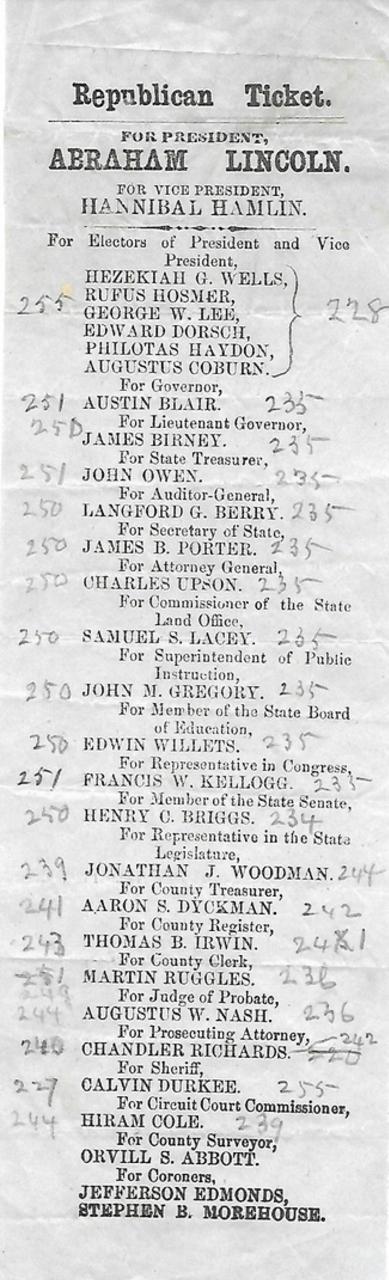 Republican Ticket.
FOR PRESIDENT,
ABRAHAM LINCOLN.
FOR VICE PRESIDENT,
HANNIBAL HAMLIN.
For Electors of President and Vice
President,
HEZEKIAH G. WELLS,
255 RUFUS HOSMER, 228
GEORGE W. LEE,
EDWARD DORSCH,
PHILOTAS HAYDON,
AUGUSTUS COBURN.
For Governor,
251 AUSTIN BLAIR. 235
For Lieutenant Governor,
250 JAMES BIRNEY. 235
For State Treasurer,
251 JOHN OWEN. 235
For Auditor-General,
250 LANGFORD G. BERRY. 235
For Secretary of State,
250 JAMES B. PORTER. 235
For Attorney General,
250 CHARLES UPSON. 235
For Commissioner of the State
Land Office,
250 SAMUEL S. LACEY. 235
For Superintendent of Public
Instruction,
250 JOHN M. GREGORY. 235
For Member of the State Board
of Education,
250 EDWIN WILLETS. 235
For Representative in Congress,
251 FRANCIS W. KELLOGG. 235
For Member of the State Senate,
250 HENRY C. BRIGGS. 234
For Representative in the State
Legislature,
239 JONATHAN J. WOODMAN. 244
For County Treasurer,
241 AARON S. DYCKMAN. 242
For County Register,
243 THOMAS B. IRWIN.
For County Clerk,
251 MARTIN RUGGLES. 236
For Judge of Probate,
244 AUGUSTUS W. NASH. 236
For Prosecuting Attorney, 242
240 CHANDLER RICHARDS. 220
For Sheriff,
227 CALVIN DURKEE. 255
For Circuit Court Commissioner,
244 HIRAM COLE. 239
For County Surveyor,
ORVILL S. ABBOTT.
For Coroners,
JEFFERSON EDMONDS,
STEPHEN B. MOREHOUSE.